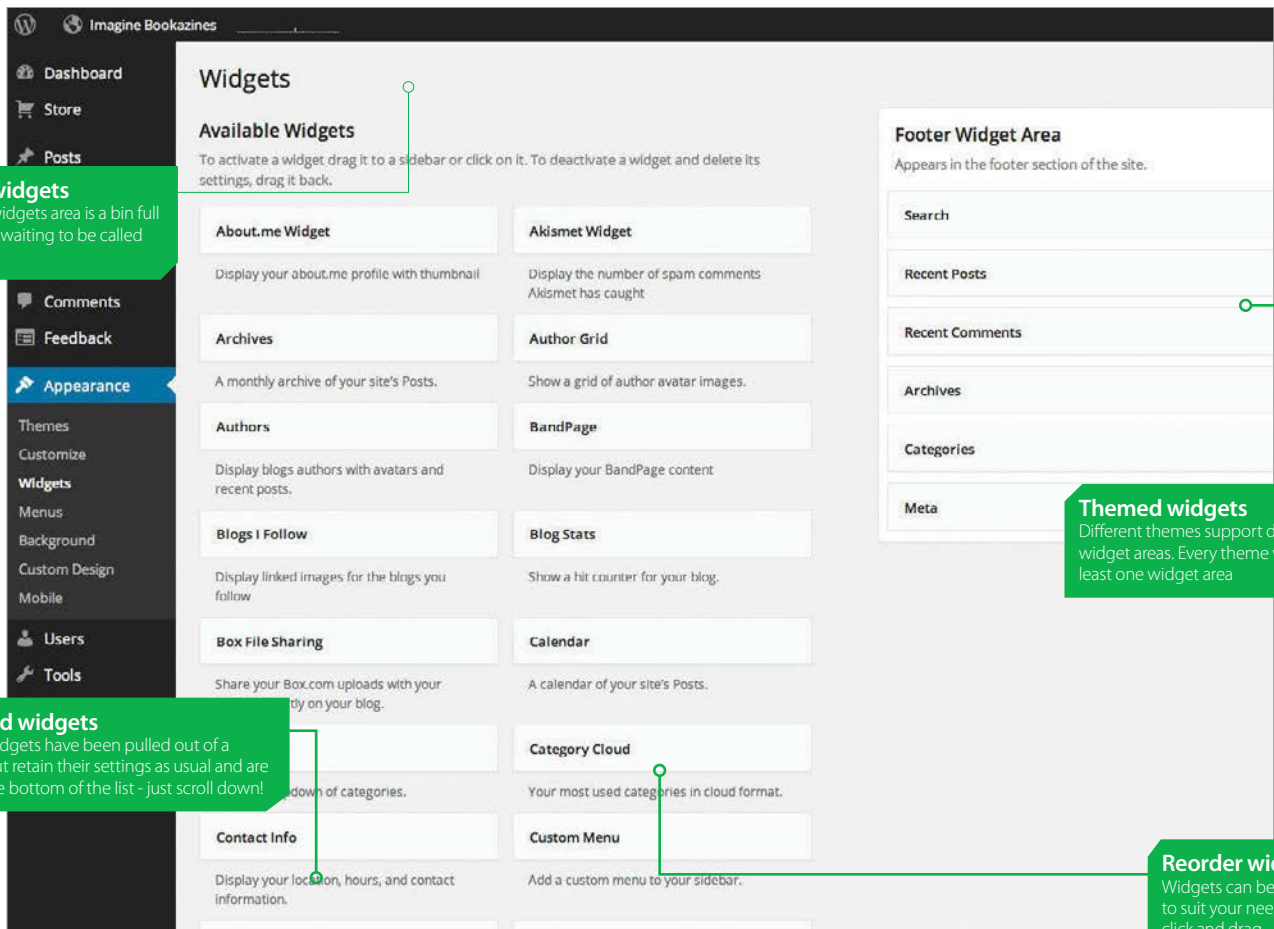 Imagine Bookazines
Dashboard
Store
Posts
Comments
Feedback
Appearance
Themes
Customize
Widgets
Menus
Background
Custom Design
Mobile
Users
Tools
widgets
widgets area is a bin full
waiting to be called
d widgets
dgets have been pulled out of a
ut retain their settings as usual and are
e bottom of the list - just scroll down!
Widgets
Available Widgets
To activate a widget drag it to a sidebar or click on it. To deactivate a widget and delete its
settings, drag it back.
About.me Widget
Display your about.me profile with thumbnail
Akismet Widget
Display the number of spam comments
Akismet has caught
Archives
A monthly archive of your site's Posts.
Author Grid
Show a grid of author avatar images.
Authors
Display blogs authors with avatars and
recent posts.
BandPage
Display your BandPage content
Blogs I Follow
Display linked images for the blogs you
follow
Blog Stats
Show a hit counter for your blog.
Box File Sharing
Share your Box.com uploads with your
tly on your blog.
Calendar
A calendar of your site's Posts.
down of categories.
Category Cloud
Your most used categories in cloud format.
Contact Info
Display your location, hours, and contact
information.
Custom Menu
Add a custom menu to your sidebar.
Footer Widget Area
Appears in the footer section of the site.
Search
Recent Posts
Recent Comments
Archives
Categories
Meta
Themed widgets
Different themes support d
widget areas. Every theme
least one widget area
Reorder wi
Widgets can be
to suit your nee
click and drag